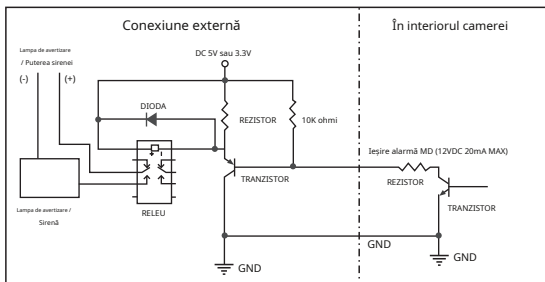 Conexiune externă
În interiorul camerei
DC 5V sau 3.3V
Lampa de avertizare
/ Puterea sirenei
(-)
(+)
DIODA
REZISTOR
10K ohmi
Ieșire alarmă MD (12VDC 20mA MAX)
TRANZISTOR
REZISTOR
TRANZISTOR
Lampa de avertizare /
Sirenă
RELEU
GND
GND
GND